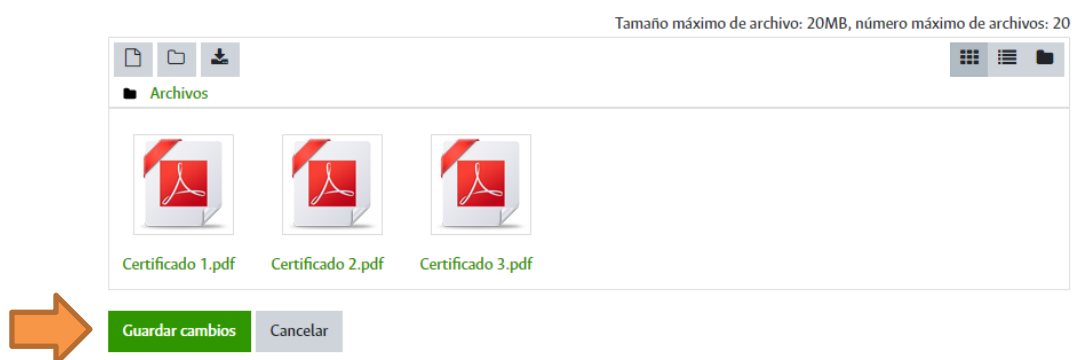 Tamaño máximo de archivo: 20MB, número máximo de archivos: 20
Archivos
Certificado 1.pdf Certificado 2.pdf Certificado 3.pdf
Guardar cambios Cancelar